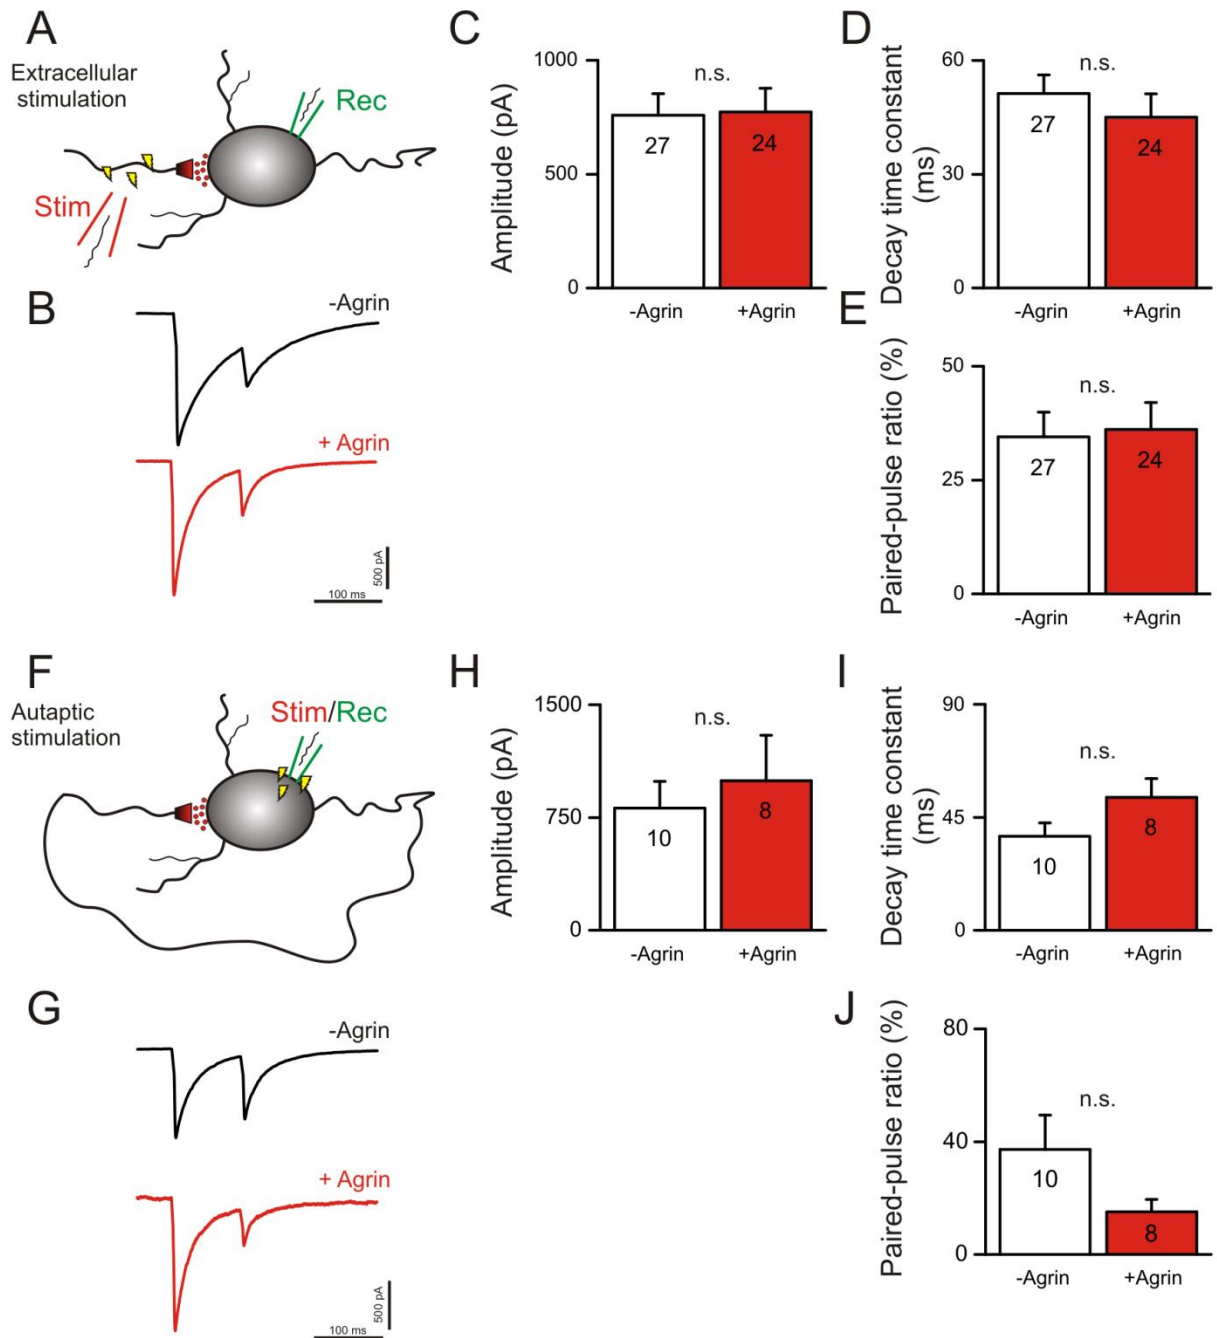 A
Extracellular
stimulation
Rec
Stim
B
-Agrin
+ Agrin
500 pA
100 ms
C
Amplitude (pA)
1000
500
0
n.s.
27
24
-Agrin
+Agrin
D
Decay time constant
(ms)
60
30
0
n.s.
27
24
-Agrin
+Agrin
E
Paired-pulse ratio (%)
50
25
0
n.s.
27
24
-Agrin
+Agrin
F
Autaptic
stimulation
Stim/Rec
G
-Agrin
+ Agrin
500 pA
100 ms
H
Amplitude (pA)
1500
750
0
n.s.
10
8
-Agrin
+Agrin
I
Decay time constant
(ms)
90
45
0
n.s.
10
8
-Agrin
+Agrin
J
Paired-pulse ratio (%)
80
40
0
n.s.
10
8
-Agrin
+Agrin